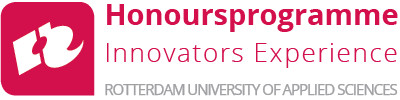 Honoursprogramme
Innovators Experience
ROTTERDAM UNIVERSITY OF APPLIED SCIENCES